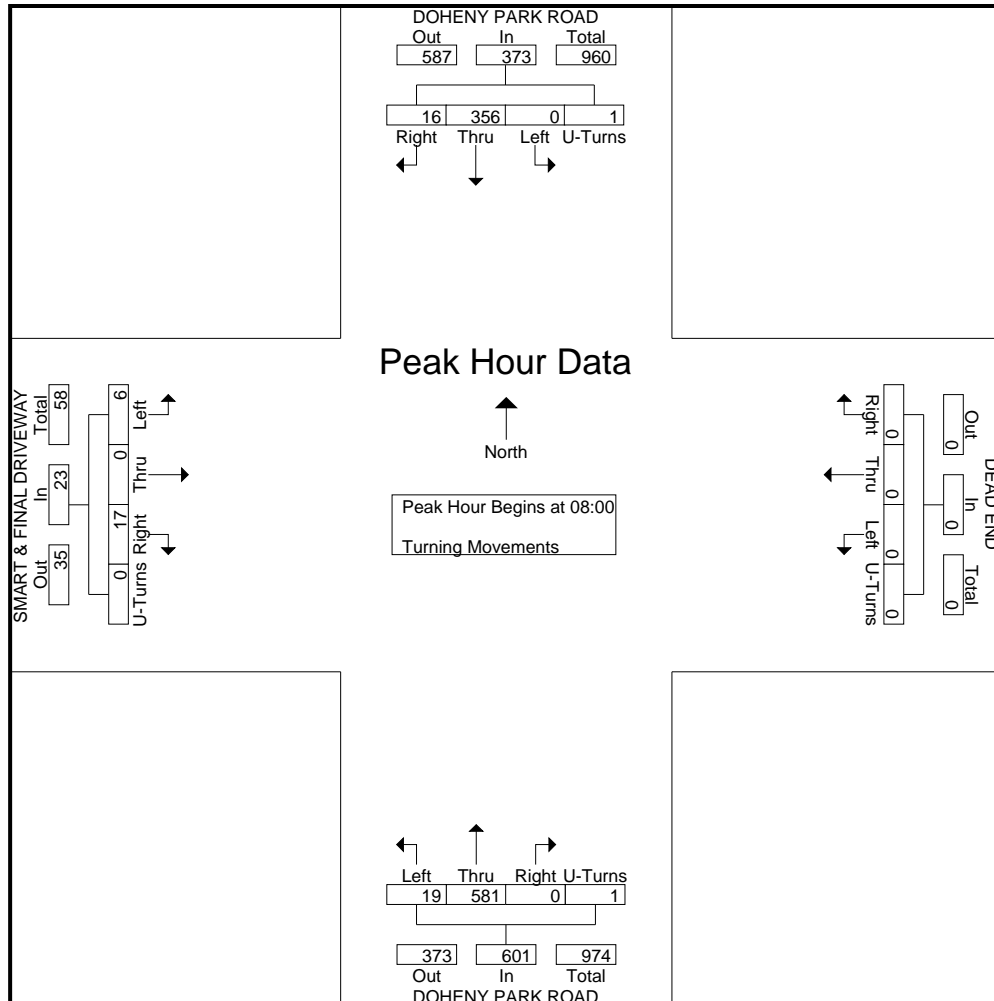 DOHENY PARK ROAD
Out In Total
587 373 960
16 356 0 1
Right Thru Left U-Turns
Peak Hour Data
North
Peak Hour Begins at 08:00
Turning Movements
SMART & FINAL DRIVEWAY
Out In Total
35 23 58
0 17 0 6
U-Turns Right Thru Left
DEAD END
Out In Total
0 0 0
0 0 0 0
Right Thru Left U-Turns
Left Thru Right U-Turns
19 581 0 1
373 601 974
Out In Total
DOHENY PARK ROAD